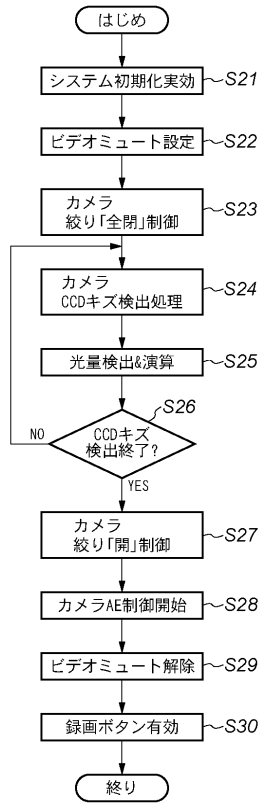 はじめ
システム初期化実効
S21
ビデオミュート設定
S22
カメラ
絞り「全閉」制御
S23
カメラ
CCDキズ検出処理
S24
光量検出&演算
S25
S26
CCDキズ
検出終了?
NO
YES
カメラ
絞り「開」制御
S27
カメラAE制御開始
S28
ビデオミュート解除
S29
録画ボタン有効
S30
終り